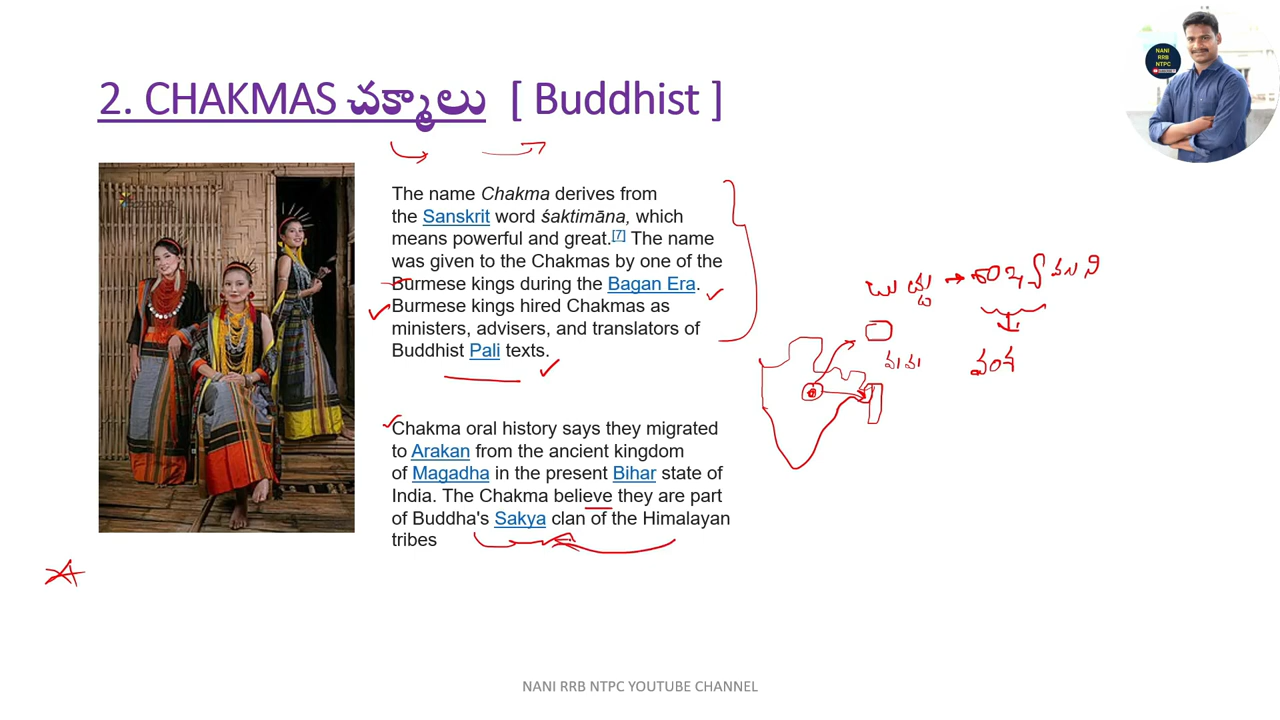 NANI
RRB
NTPC
2. CHAKMAS చక్మాలు [ Buddhist ]
The name Chakma derives from
the Sanskrit word śaktimāna, which
means powerful and great.[7] The name
was given to the Chakmas by one of the
Burmese kings during the Bagan Era.
Burmese kings hired Chakmas as
ministers, advisers, and translators of
Buddhist Pali texts.
Chakma oral history says they migrated
to Arakan from the ancient kingdom
of Magadha in the present Bihar state of
India. The Chakma believe they are part
of Buddha's Sakya clan of the Himalayan
tribes
వంశ
NANI RRB NTPC YOUTUBE CHANNEL